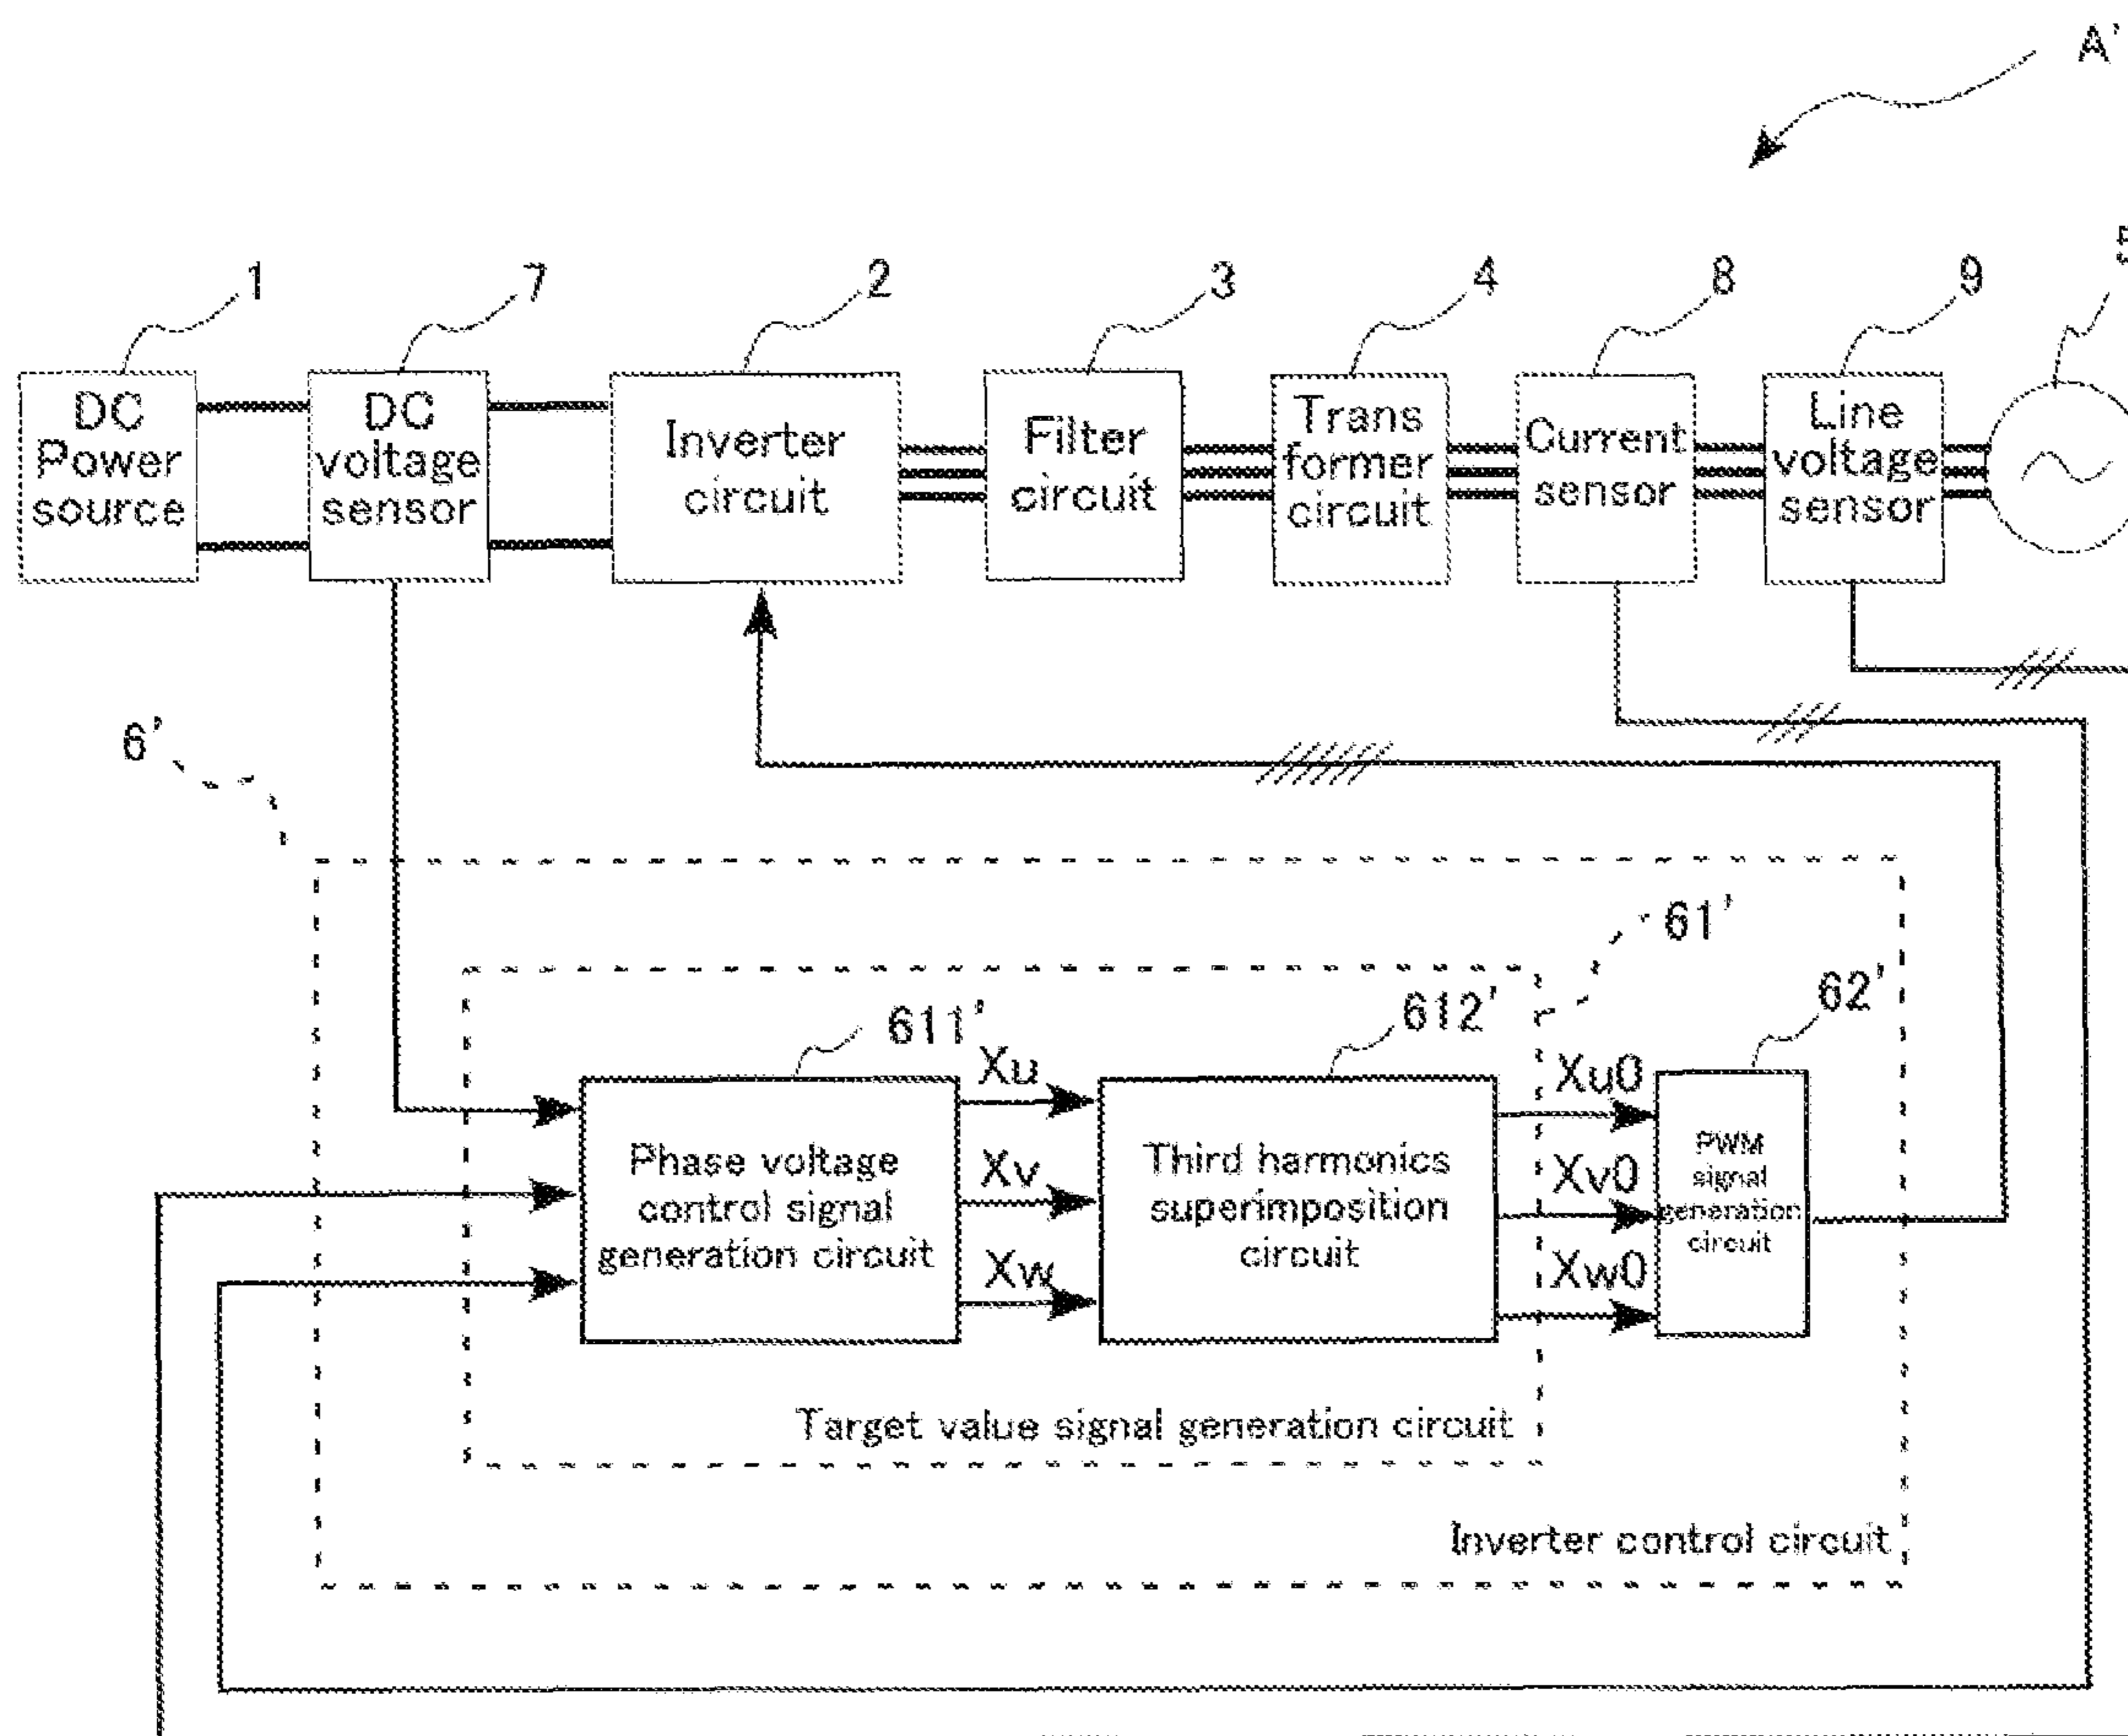 A'
1
7
2
3
4
8
9
5
DC
Power
source
DC
voltage
sensor
Inverter
circuit
Filter
circuit
Trans
former
circuit
Current
sensor
Line
voltage
sensor
6'
61'
611'
612'
62'
Xu
Xv
Xw
Xu0
Xv0
Xw0
Phase voltage
control signal
generation circuit
Third harmonics
superimposition
circuit
PWM
signal
generation
circuit
Target value signal generation circuit
Inverter control circuit